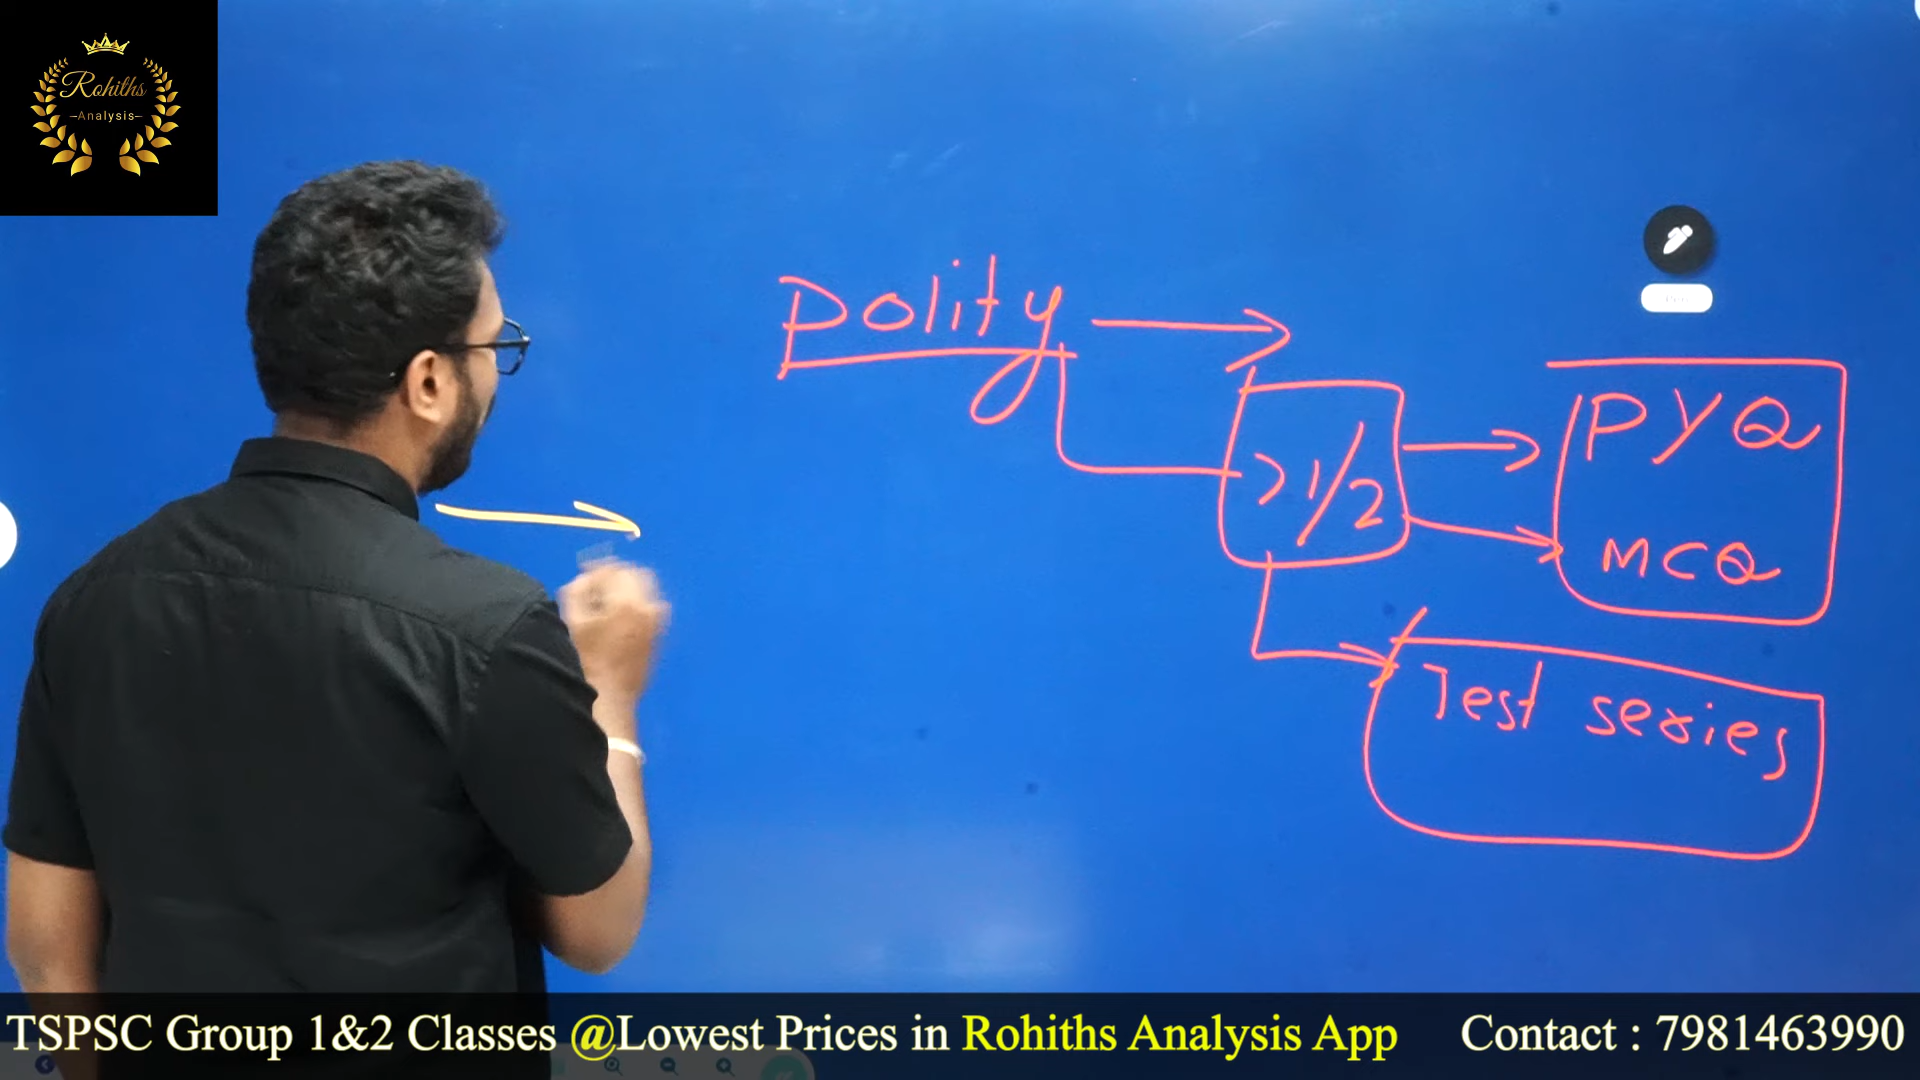 Rohiths
Analysis
polity
>1/2
PYQ
MCQ
Test series
TSPSC Group 1&2 Classes @Lowest Prices in Rohiths Analysis App
Contact : 7981463990